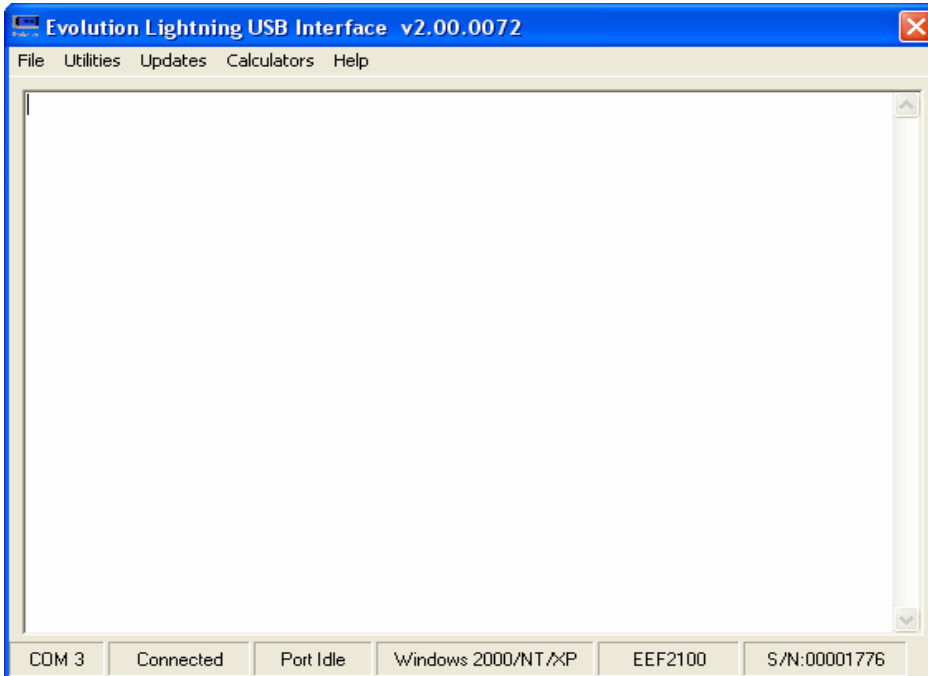 Evolution Lightning USB Interface v2.00.0072
File Utilities Updates Calculators Help
COM 3 Connected Port Idle Windows 2000/NT/XP EEF2100 S/N:00001776